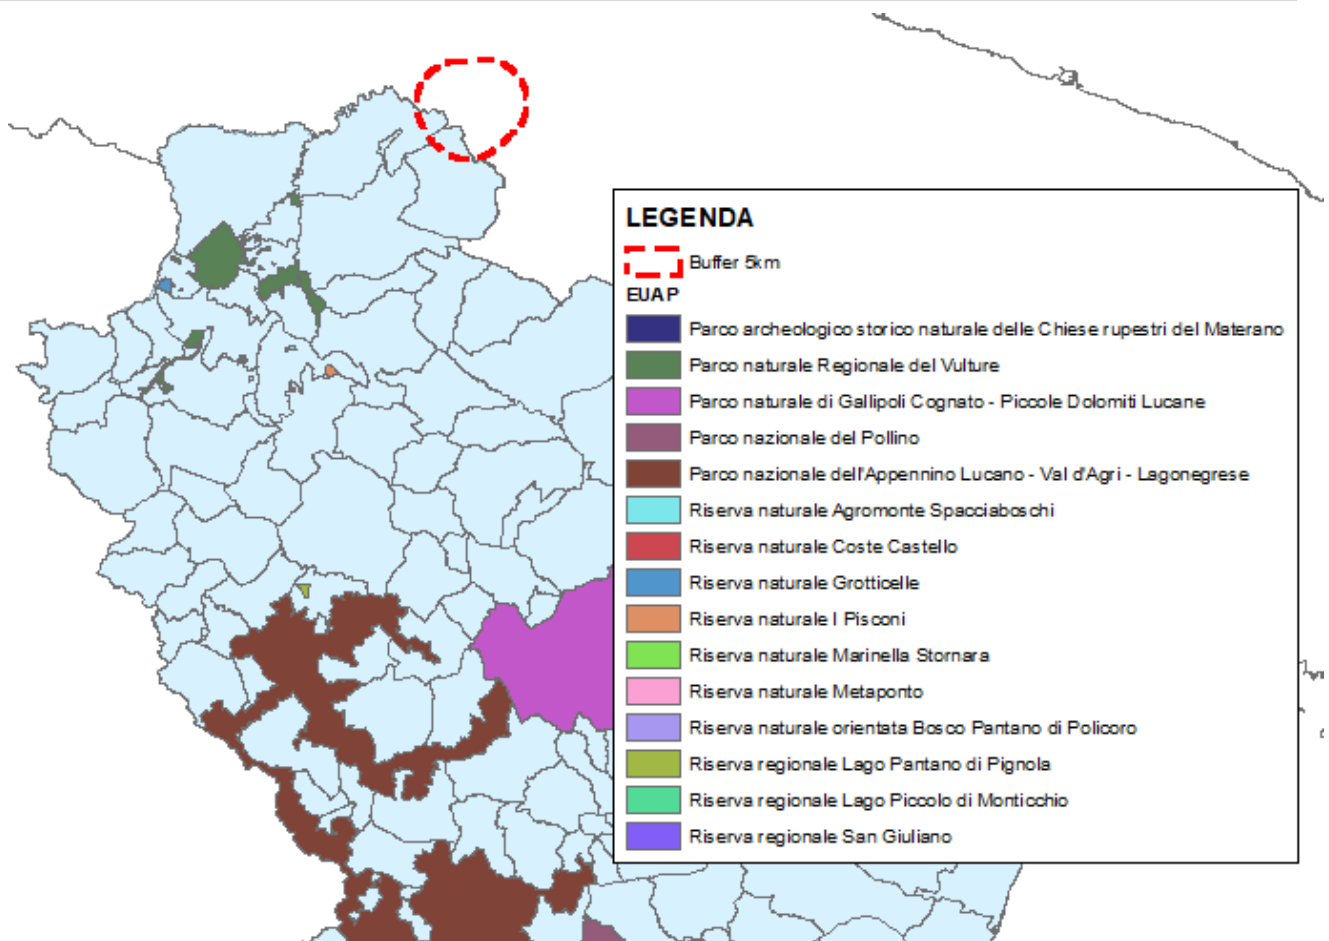 LEGENDA
Buffer 5km
EUAP
Parco archeologico storico naturale delle Chiese rupestri del Materano
Parco naturale Regionale del Vulture
Parco naturale di Gallipoli Cognato - Piccole Dolomiti Lucane
Parco nazionale del Pollino
Parco nazionale dell'Appennino Lucano - Val d'Agri - Lagonegrese
Riserva naturale Agromonte Spacciaboschi
Riserva naturale Coste Castello
Riserva naturale Grotticelle
Riserva naturale I Pisconi
Riserva naturale Marinella Stornara
Riserva naturale Metaponto
Riserva naturale orientata Bosco Pantano di Policoro
Riserva regionale Lago Pantano di Pignola
Riserva regionale Lago Piccolo di Monticchio
Riserva regionale San Giuliano